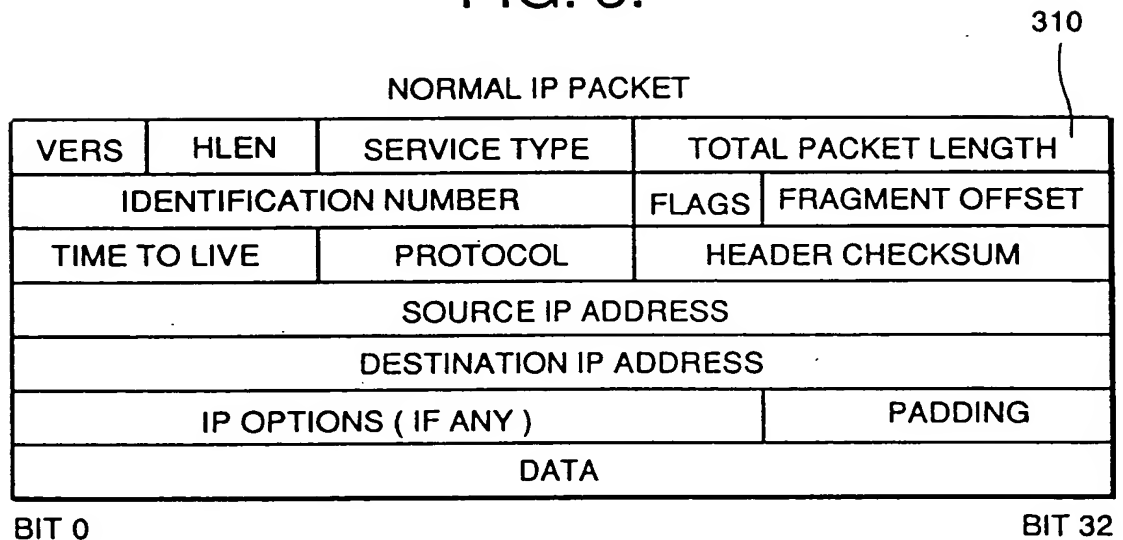 310
NORMAL IP PACKET
VERS HLEN SERVICE TYPE TOTAL PACKET LENGTH
IDENTIFICATION NUMBER FLAGS FRAGMENT OFFSET
TIME TO LIVE PROTOCOL HEADER CHECKSUM
SOURCE IP ADDRESS
DESTINATION IP ADDRESS
IP OPTIONS ( IF ANY ) PADDING
DATA
BIT 0 BIT 32